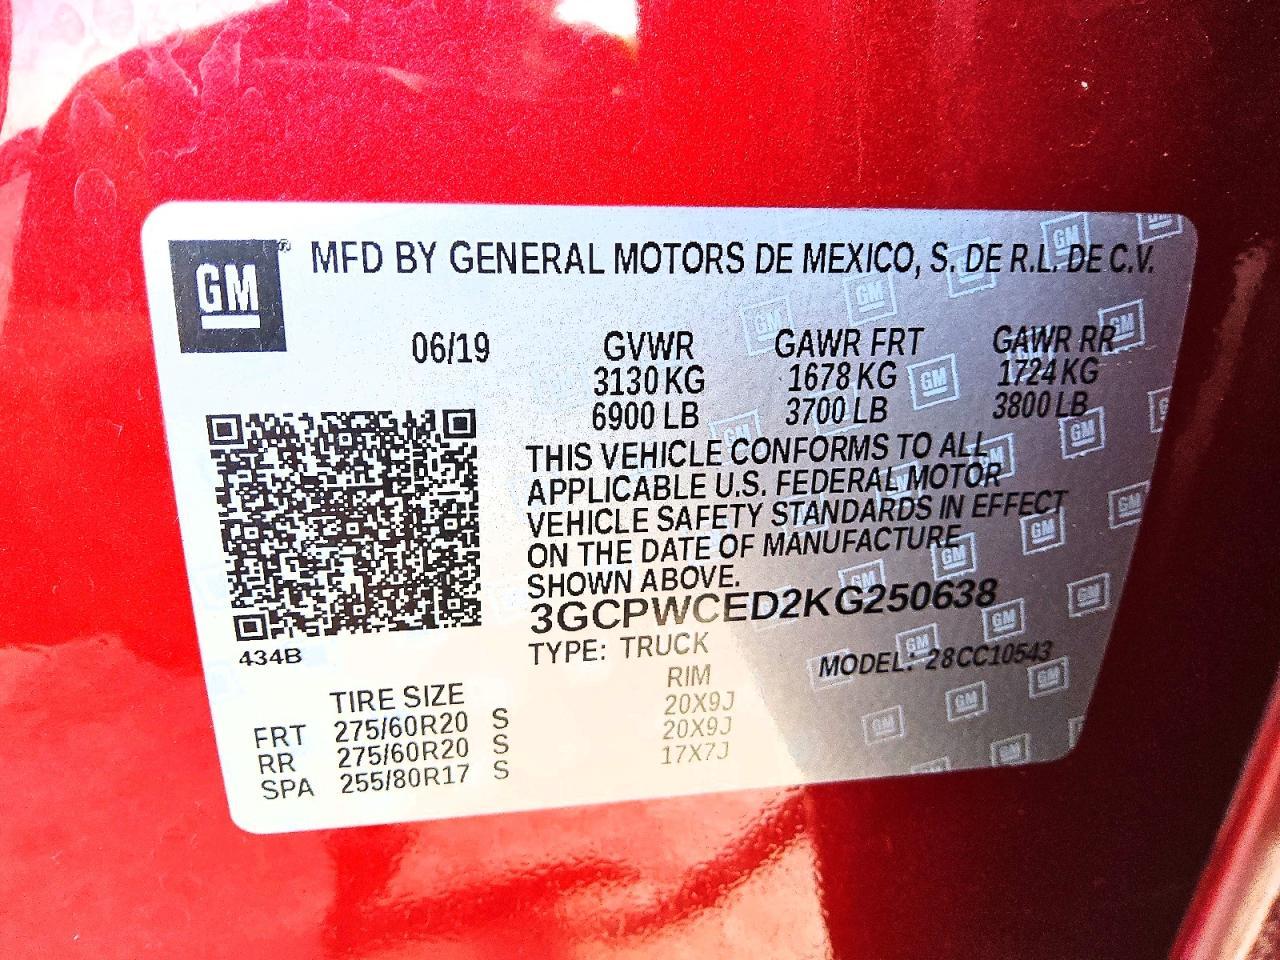 GM ® MFD BY GENERAL MOTORS DE MEXICO, S. DE R.L. DE C.V.
06/19 GVWR GAWR FRT GAWR RR
3130 KG 1678 KG 1724 KG
6900 LB 3700 LB 3800 LB
THIS VEHICLE CONFORMS TO ALL
APPLICABLE U.S. FEDERAL MOTOR
VEHICLE SAFETY STANDARDS IN EFFECT
ON THE DATE OF MANUFACTURE
SHOWN ABOVE.
3GCPWCED2KG250638
434B
TYPE: TRUCK MODEL: 28CC10543
TIRE SIZE RIM
FRT 275/60R20 S 20X9J
RR 275/60R20 S 20X9J
SPA 255/80R17 S 17X7J